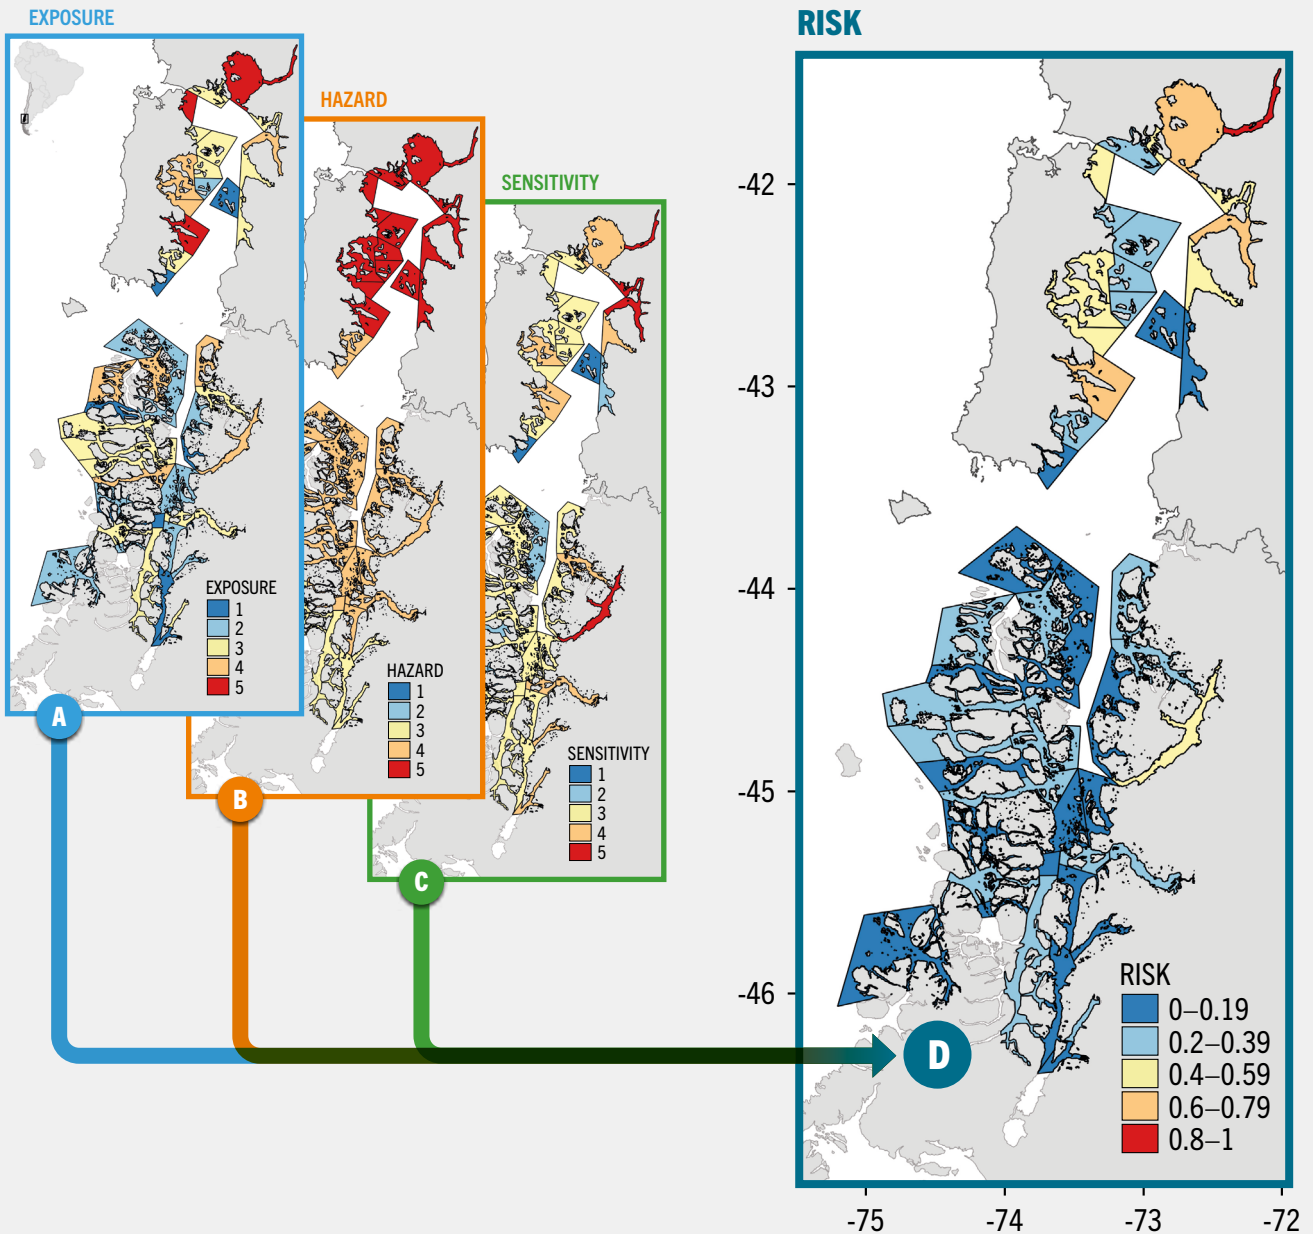 EXPOSURE
EXPOSURE
1
2
3
4
5
A
HAZARD
HAZARD
1
2
3
4
5
B
SENSITIVITY
SENSITIVITY
1
2
3
4
5
C
RISK
-42
-43
-44
-45
-46
RISK
0–0.19
0.2–0.39
0.4–0.59
0.6–0.79
0.8–1
D
-75
-74
-73
-72